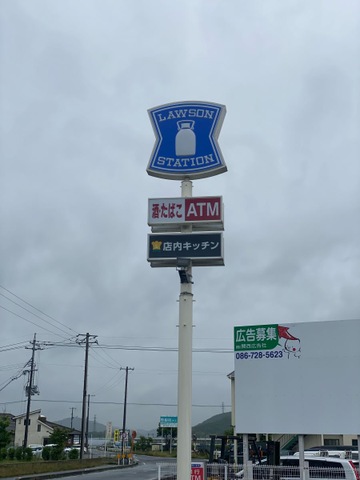 LAWSON
STATION
酒・たばこ ATM
店内キッチン
広告募集
086-728-5623